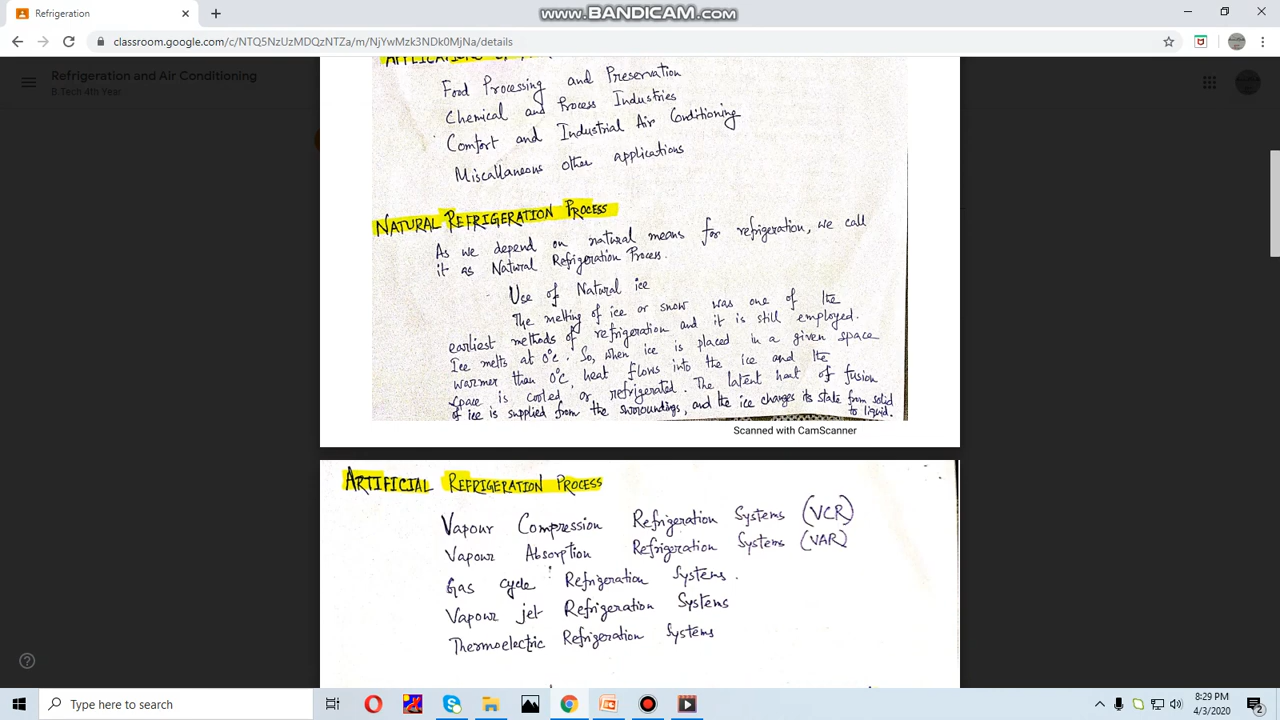 www.BANDICAM.com
Refrigeration
classroom.google.com/c/NTQ5NzUzMDQzNTZa/m/NjYwMzk3NDk0MjNa/details
Refrigeration and Air Conditioning
B.Tech 4th Year
Food Processing and Preservation
Chemical and Process Industries
Comfort and Industrial Air Conditioning
Miscallaneous other applications
NATURAL REFRIGERATION PROCESS
As we depend on natural means for refrigeration, we call
it as Natural Refrigeration Process.
Use of Natural ice
The melting of ice or snow was one of the
earliest methods of refrigeration and it is still employed.
Ice melts at 0°c. So, when ice is placed in a given space
warmer than 0°c, heat flows into the ice and the
space is cooled or refrigerated. The latent heat of fusion
of ice is supplied from the surroundings, and the ice changes its state from solid
to liquid.
Scanned with CamScanner
ARTIFICIAL REFRIGERATION PROCESS
Vapour Compression Refrigeration Systems (VCR)
Vapour Absorption Refrigeration Systems (VAR)
Gas cycle Refrigeration Systems.
Vapour jet Refrigeration Systems
Thermoelectric Refrigeration Systems
Type here to search
8:29 PM
4/3/2020
2